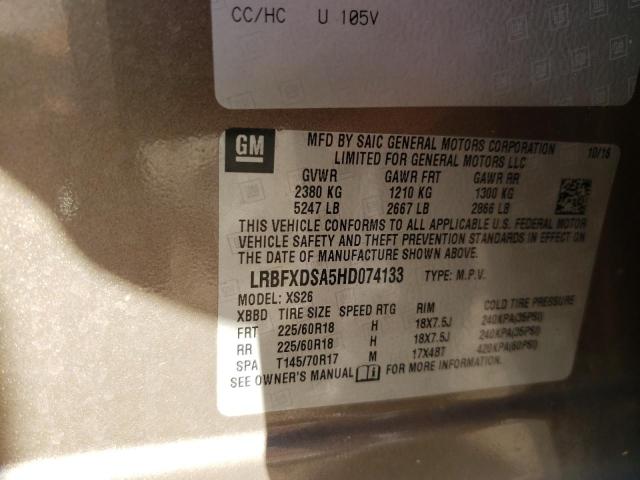 CC/HC U 105V
GM
MFD BY SAIC GENERAL MOTORS CORPORATION
LIMITED FOR GENERAL MOTORS LLC
10/16
GVWR GAWR FRT GAWR RR
2380 KG 1210 KG 1300 KG
5247 LB 2667 LB 2866 LB
THIS VEHICLE CONFORMS TO ALL APPLICABLE U.S. FEDERAL MOTOR
VEHICLE SAFETY AND THEFT PREVENTION STANDARDS IN EFFECT ON
THE DATE OF MANUFACTURE SHOWN ABOVE.
LRBFXDSA5HD074133 TYPE: M.P.V.
MODEL: XS26
XBBD TIRE SIZE SPEED RTG RIM COLD TIRE PRESSURE
FRT 225/60R18 H 18X7.5J 240KPA(35PSI)
RR 225/60R18 H 18X7.5J 240KPA(35PSI)
SPA T145/70R17 M 17X4BT 420KPA(60PSI)
SEE OWNER'S MANUAL FOR MORE INFORMATION.